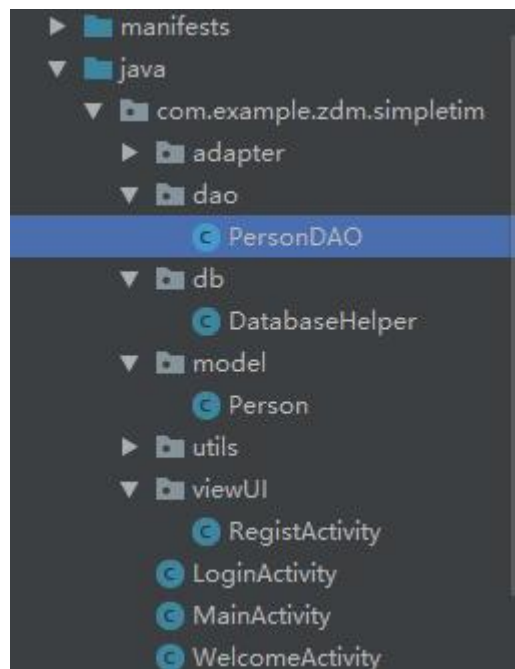 manifests
java
com.example.zdm.simpletim
adapter
dao
C PersonDAO
db
C DatabaseHelper
model
C Person
utils
viewUI
C RegistActivity
C LoginActivity
C MainActivity
C WelcomeActivity